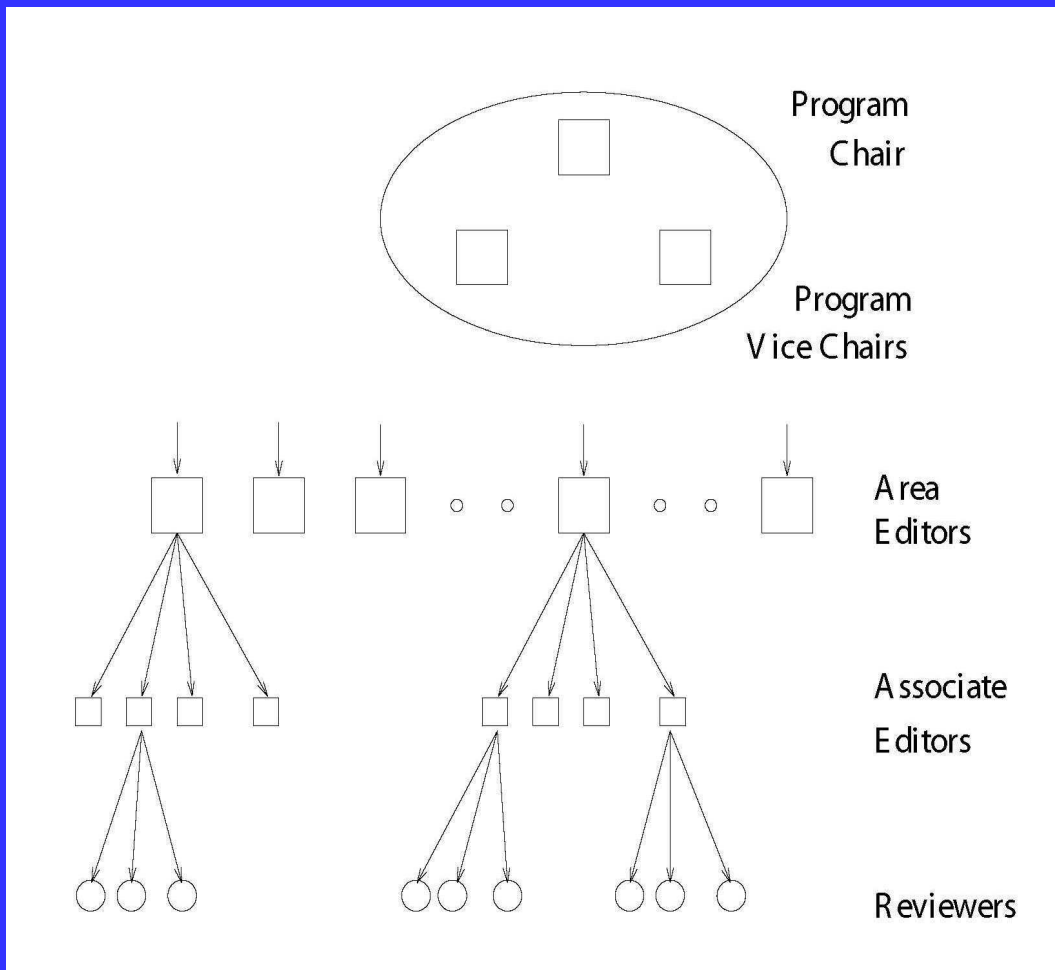 Program
Chair
Program
Vice Chairs
Area
Editors
Associate
Editors
Reviewers